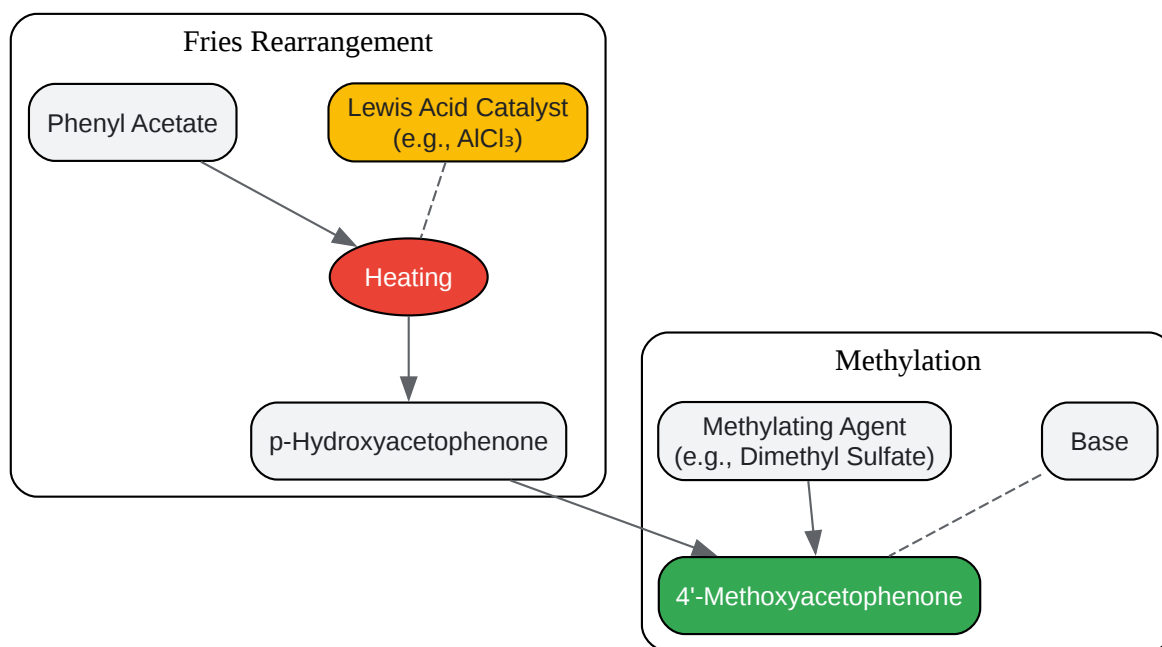 Fries Rearrangement
Phenyl Acetate
Lewis Acid Catalyst
(e.g., AlCl₃)
Heating
p-Hydroxyacetophenone
Methylation
Methylating Agent
(e.g., Dimethyl Sulfate)
Base
4'-Methoxyacetophenone